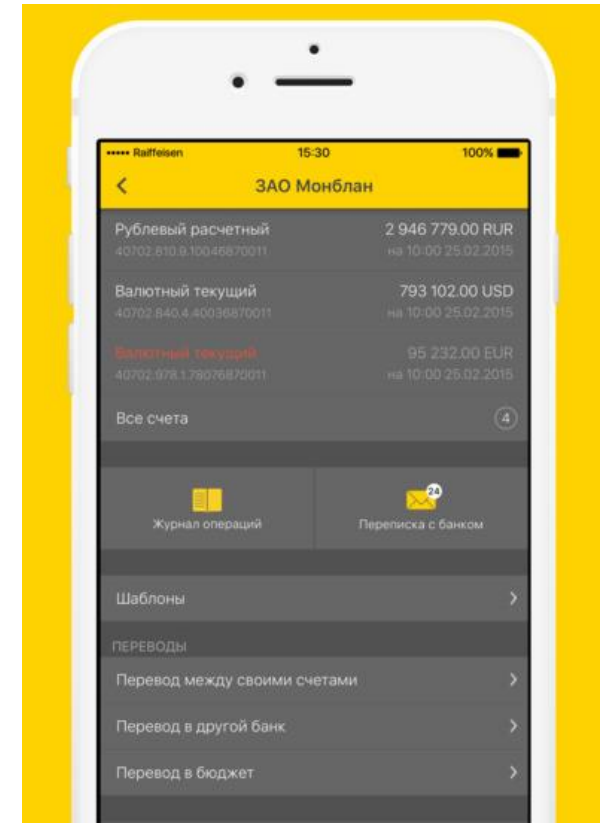 Raiffeisen 15:30 100%
ЗАО Монблан
Рублевый расчетный 2 946 779.00 RUR
40702.810.9.10046870011 на 10:00 25.02.2015
Валютный текущий 793 102.00 USD
40702.840.4.40036870011 на 10:00 25.02.2015
Валютный текущий 95 232.00 EUR
40702.978.1.78076870011 на 10:00 25.02.2015
Все счета 4
24
Журнал операций Переписка с банком
Шаблоны
ПЕРЕВОДЫ
Перевод между своими счетами
Перевод в другой банк
Перевод в бюджет